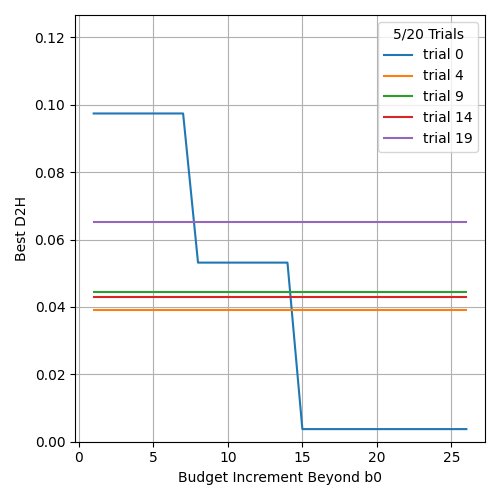 5/20 Trials
trial 0
trial 4
trial 9
trial 14
trial 19
0.12
0.10
0.08
0.06
0.04
0.02
0.00
Best D2H
0 5 10 15 20 25
Budget Increment Beyond b0